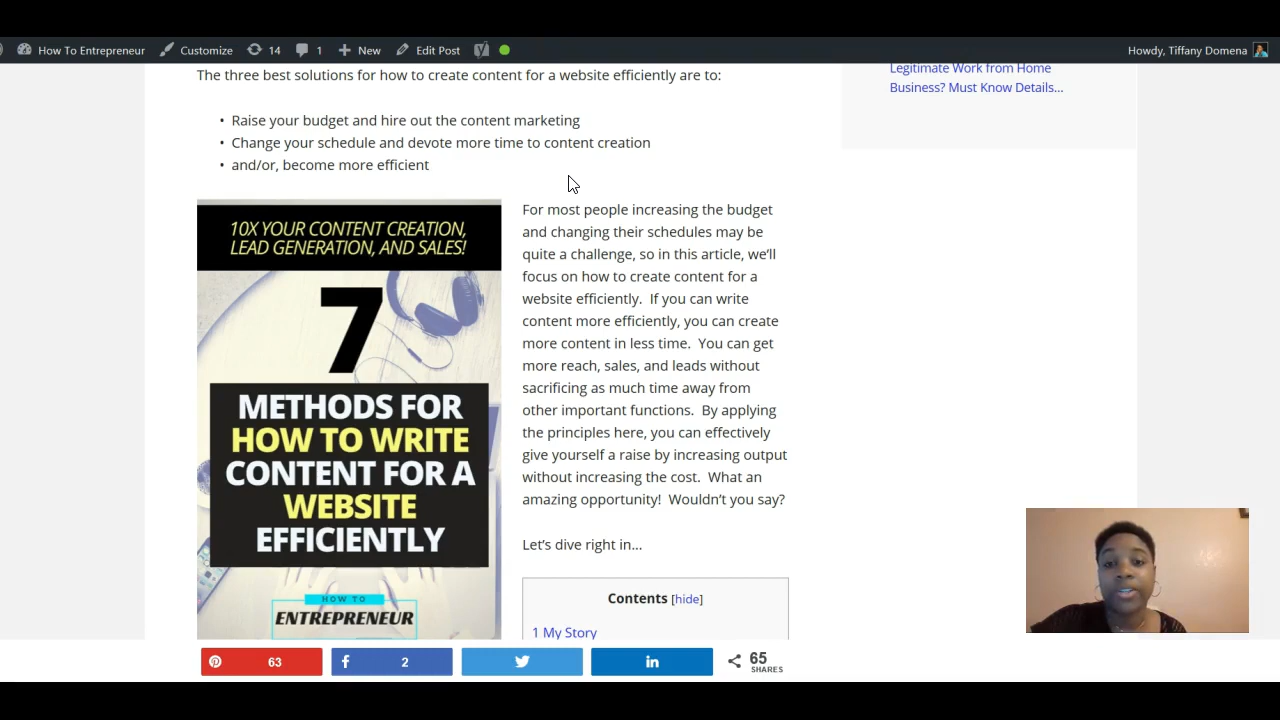 How To Entrepreneur Customize 14 1 New Edit Post Howdy, Tiffany Domena
The three best solutions for how to create content for a website efficiently are to:
• Raise your budget and hire out the content marketing
• Change your schedule and devote more time to content creation
• and/or, become more efficient
Legitimate Work from Home
Business? Must Know Details...
10X YOUR CONTENT CREATION,
LEAD GENERATION, AND SALES!
7
METHODS FOR
HOW TO WRITE
CONTENT FOR A
WEBSITE
EFFICIENTLY
HOW TO
ENTREPRENEUR
For most people increasing the budget
and changing their schedules may be
quite a challenge, so in this article, we'll
focus on how to create content for a
website efficiently.  If you can write
content more efficiently, you can create
more content in less time.  You can get
more reach, sales, and leads without
sacrificing as much time away from
other important functions.  By applying
the principles here, you can effectively
give yourself a raise by increasing output
without increasing the cost.  What an
amazing opportunity!  Wouldn't you say?
Let's dive right in...
Contents [hide]
1 My Story
63
2
65
SHARES